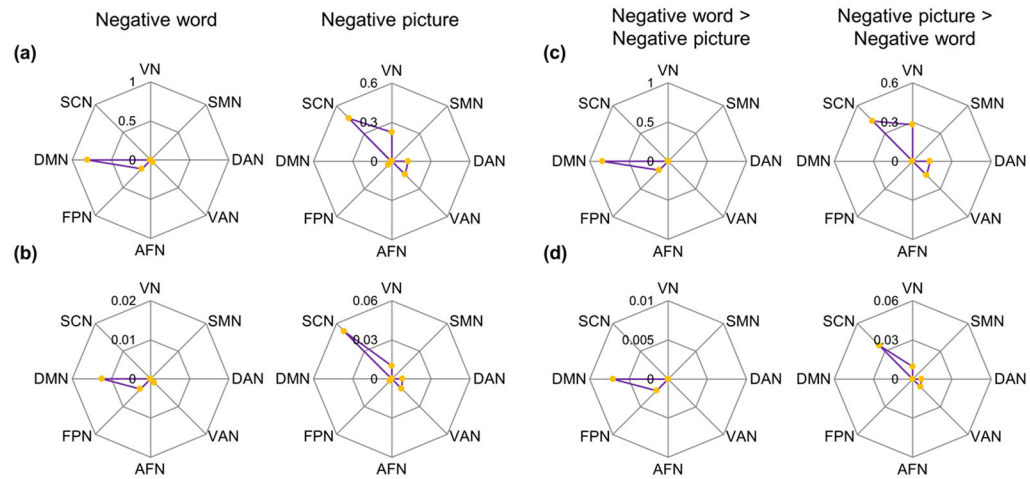 Negative word
Negative picture
Negative word >
Negative picture
Negative picture >
Negative word
(a)
VN
1
SCN
SMN
0.5
DMN
0
DAN
FPN
VAN
AFN
VN
0.6
SCN
SMN
0.3
DMN
0
DAN
FPN
VAN
AFN
(c)
VN
1
SCN
SMN
0.5
DMN
0
DAN
FPN
VAN
AFN
VN
0.6
SCN
SMN
0.3
DMN
0
DAN
FPN
VAN
AFN
(b)
VN
0.02
SCN
SMN
0.01
DMN
0
DAN
FPN
VAN
AFN
VN
0.06
SCN
SMN
0.03
DMN
0
DAN
FPN
VAN
AFN
(d)
VN
0.01
SCN
SMN
0.005
DMN
0
DAN
FPN
VAN
AFN
VN
0.06
SCN
SMN
0.03
DMN
0
DAN
FPN
VAN
AFN